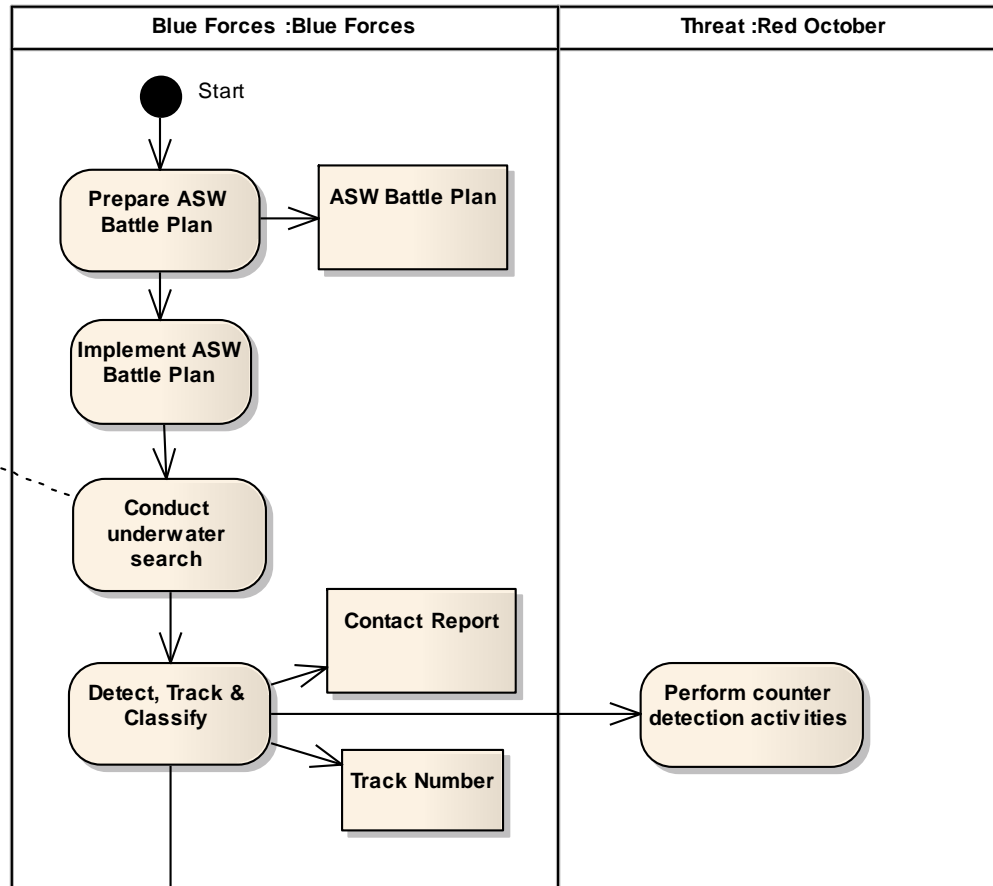 Blue Forces :Blue Forces
Threat :Red October
Start
Prepare ASW
Battle Plan
ASW Battle Plan
Implement ASW
Battle Plan
Conduct
underwater
search
Contact Report
Detect, Track &
Classify
Perform counter
detection activities
Track Number